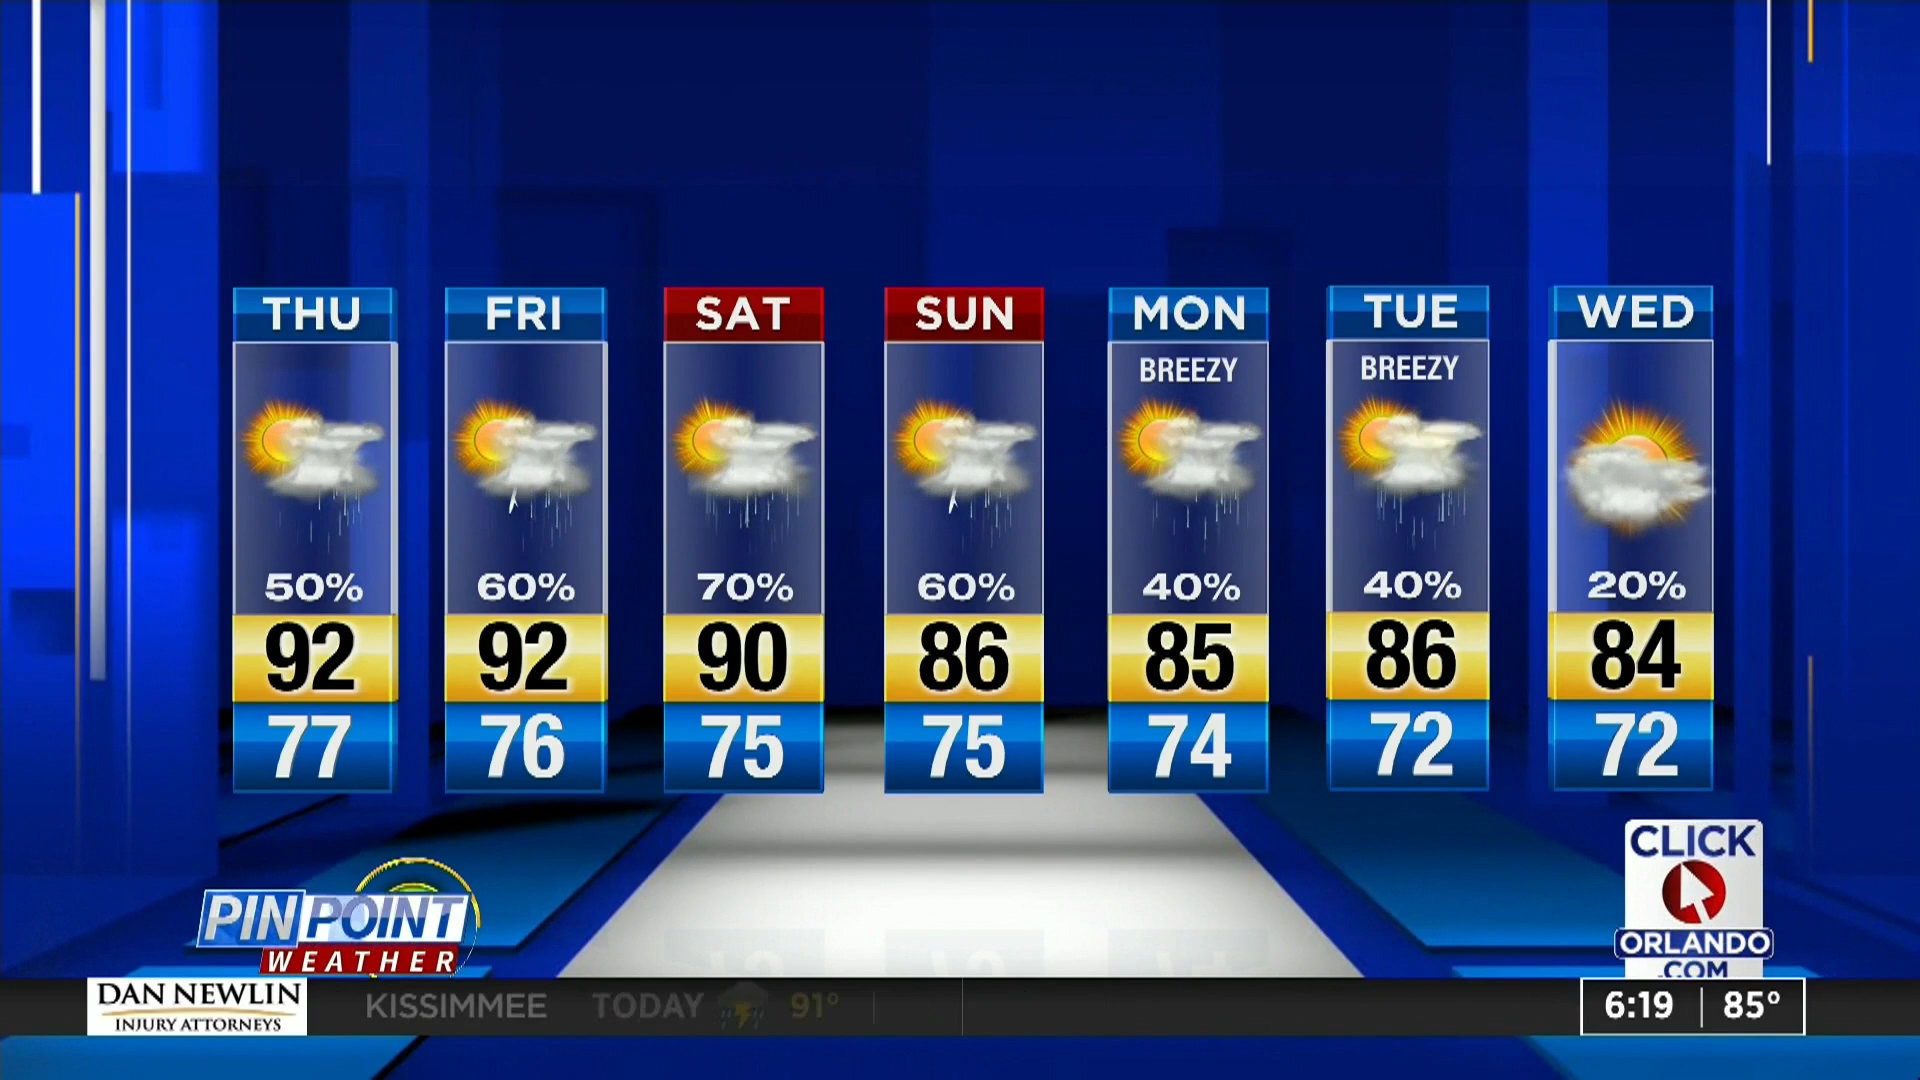 THU FRI SAT SUN MON TUE WED
BREEZY BREEZY
50% 60% 70% 60% 40% 40% 20%
92 92 90 86 85 86 84
77 76 75 75 74 72 72
PINPOINT
WEATHER
CLICK
ORLANDO
.COM
DAN NEWLIN
INJURY ATTORNEYS
KISSIMMEE TODAY 91°
6:19 85°